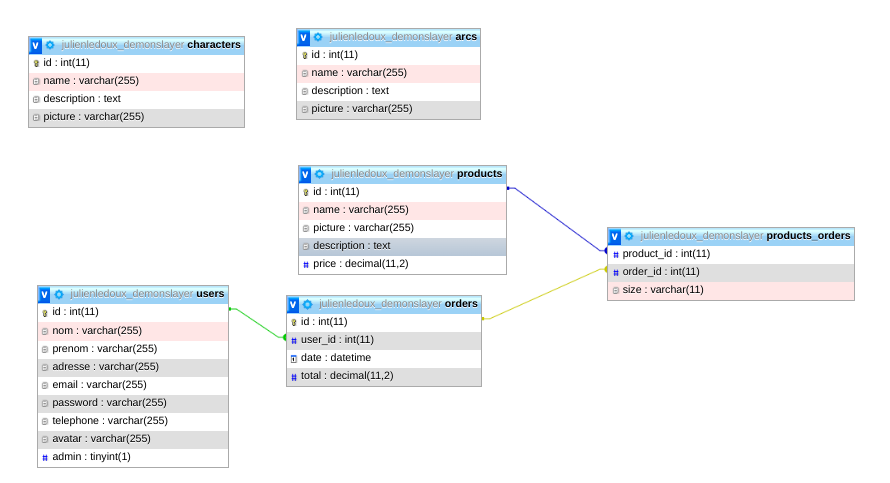 julienledoux_demonslayer characters
id : int(11)
name : varchar(255)
description : text
picture : varchar(255)
julienledoux_demonslayer arcs
id : int(11)
name : varchar(255)
description : text
picture : varchar(255)
julienledoux_demonslayer products
id : int(11)
name : varchar(255)
picture : varchar(255)
description : text
price : decimal(11,2)
julienledoux_demonslayer products_orders
product_id : int(11)
order_id : int(11)
size : varchar(11)
julienledoux_demonslayer users
id : int(11)
nom : varchar(255)
prenom : varchar(255)
adresse : varchar(255)
email : varchar(255)
password : varchar(255)
telephone : varchar(255)
avatar : varchar(255)
admin : tinyint(1)
julienledoux_demonslayer orders
id : int(11)
user_id : int(11)
date : datetime
total : decimal(11,2)